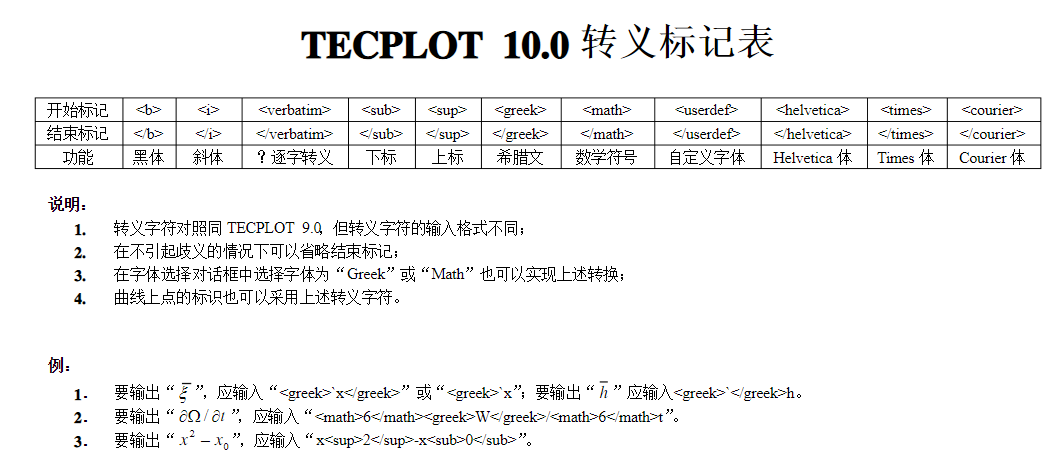 TECPLOT 10.0 转义标记表
开始标记 <b> <i> <verbatim> <sub> <sup> <greek> <math> <userdef> <helvetica> <times> <courier>
结束标记 </b> </i> </verbatim> </sub> </sup> </greek> </math> </userdef> </helvetica> </times> </courier>
功能 黑体 斜体 ？逐字转义 下标 上标 希腊文 数学符号 自定义字体 Helvetica 体 Times 体 Courier 体
说明：
1. 转义字符对照同 TECPLOT 9.0，但转义字符的输入格式不同；
2. 在不引起歧义的情况下可以省略结束标记；
3. 在字体选择对话框中选择字体为“Greek”或“Math”也可以实现上述转换；
4. 曲线上点的标识也可以采用上述转义字符。
例：
1. 要输出“ξ̅”，应输入“<greek>`x</greek>”或“<greek>`x”；要输出“h̅”应输入<greek>`</greek>h。
2. 要输出“∂Ω/∂t”，应输入“<math>6</math><greek>W</greek>/<math>6</math>t”。
3. 要输出“x²－x₀”，应输入“x<sup>2</sup>-x<sub>0</sub>”。